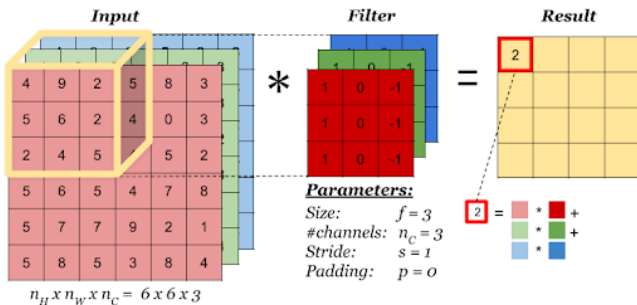 Input Filter Result
4 9 2 5 8 3
5 6 2 4 0 3
2 4 5 4 5 2
5 6 5 4 7 8
5 7 7 9 2 1
5 8 5 3 8 4
n_H x n_W x n_C = 6 x 6 x 3
*
1 0 -1
1 0 -1
1 0 -1
1 0 -1
Parameters:
Size: f = 3
#channels: n_C = 3
Stride: s = 1
Padding: p = 0
=
2
2 = * +
* +
*